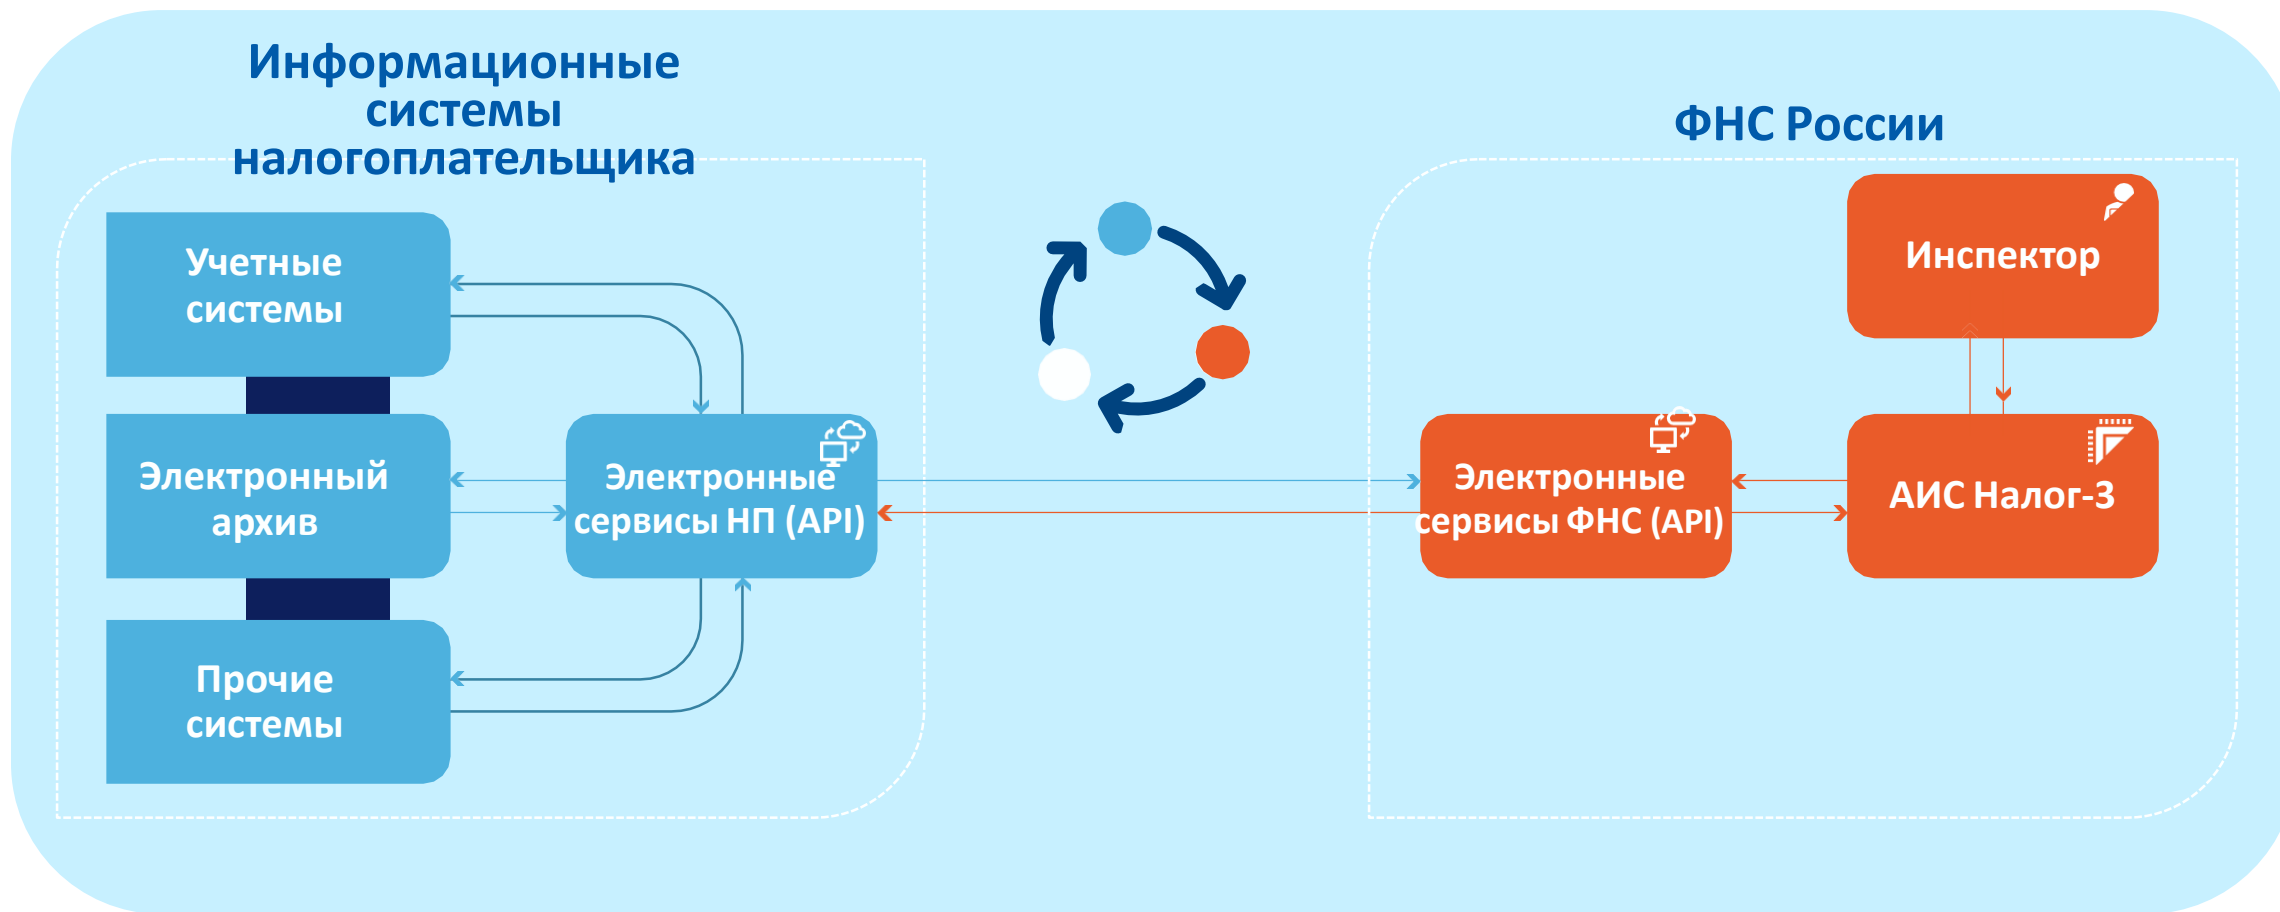 Информационные
системы
налогоплательщика
ФНС России
Учетные
системы
Инспектор
Электронный
архив
Электронные
сервисы НП (API)
Электронные
сервисы ФНС (API)
АИС Налог-3
Прочие
системы